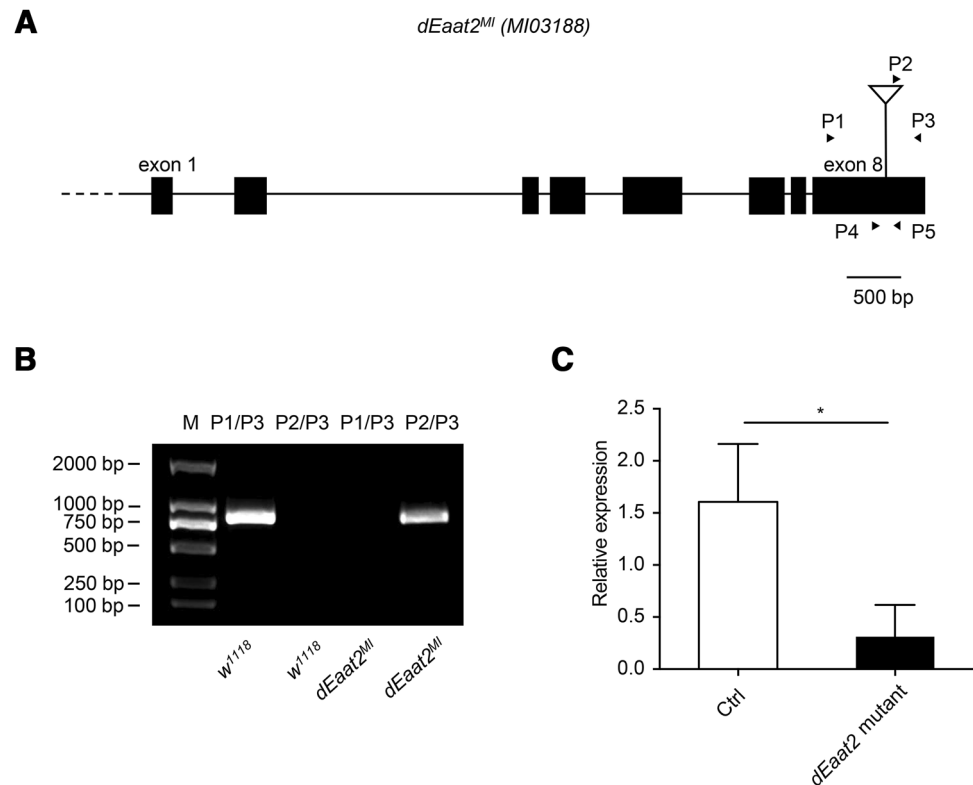 A
dEaat2MI (MI03188)
P2
P1
P3
exon 1
exon 8
P4
P5
500 bp
B
M P1/P3 P2/P3 P1/P3 P2/P3
2000 bp
1000 bp
750 bp
500 bp
250 bp
100 bp
w1118
w1118
dEaat2MI
dEaat2MI
C
*
2.5
2.0
1.5
1.0
0.5
0.0
Relative expression
Ctrl
dEaat2 mutant